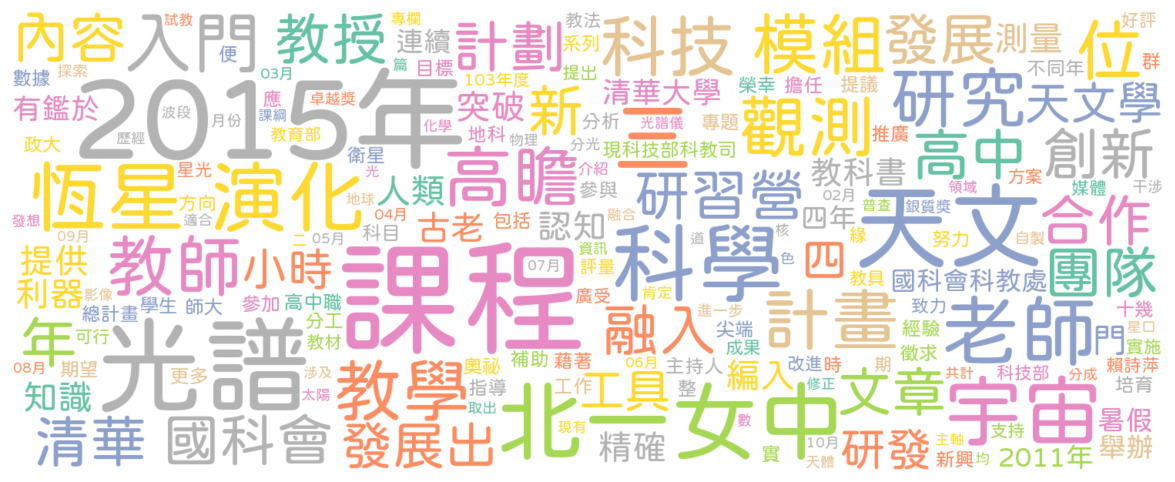 內容 入門 教授 連續 計劃 科技 模組 發展 測量 位
試教 便 專欄 篇 目標 教法 系列 提出 不同年 好評 群
數據 探索 03月 應 卓越獎 103年度 突破 新 清華大學 榮幸 擔任 提議 研究 天文學
有鑑於 2015年 波段 月份 課綱 化學 地科 分析 三 光譜儀 專題 觀測 推廣 高中 創新
政大 歷經 教育部 衛星 物理 分光 現科技部科教司
恆星 演化 星光 方向 適合 光 人類 高瞻 介紹 參與 研習營 教科書 02月 領域 方案 媒體 干涉
發想 地球 04月 古老 包括 認知 融合 四年 普查 銀質獎 天文 合作
09月 二 05月 科目 資訊 道 科學 核 色 四 緣 努力 自製 團隊
提供 教師 小時 課程 07月 評量 廣受 肯定 教具 國科會科教處
利器 影像 總計畫 學生 師大 參加 高中職 分工 教材 進一步 計畫 致力 十幾
年 可行 光譜 融入 尖端 成果 經驗 徵求 老師 門 星口 實施
08月 期望 更多 涉及 太陽 奧祕 補助 藉著 06月 主持人 改進 時 期 共計 科技部 分成 賴詩萍
知識 教學 指導 取出 工作 工具 整 編入 修正 文章 宇宙 培育
清華 國科會 發展出 北一女中 現有 精確 數 實 10月 天體 研發 主軸 新興 支持 均 2011年 暑假 舉辦